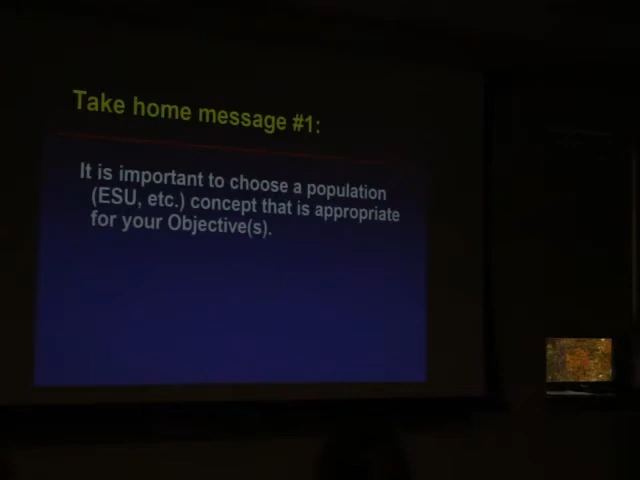 Take home message #1:
It is important to choose a population
(ESU, etc.) concept that is appropriate
for your Objective(s).